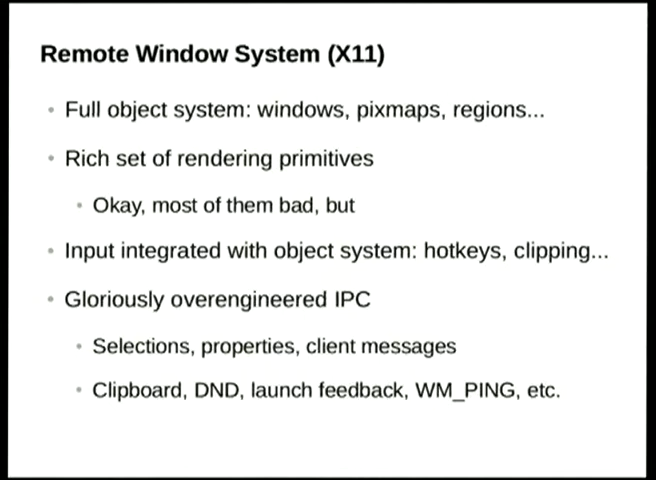 Remote Window System (X11)
Full object system: windows, pixmaps, regions...
Rich set of rendering primitives
Okay, most of them bad, but
Input integrated with object system: hotkeys, clipping...
Gloriously overengineered IPC
Selections, properties, client messages
Clipboard, DND, launch feedback, WM_PING, etc.